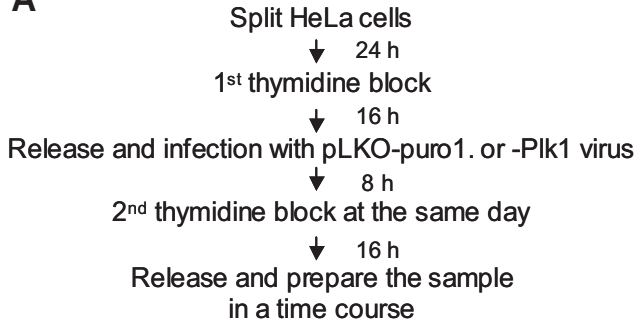 A
Split HeLa cells
24 h
1st thymidine block
16 h
Release and infection with pLKO-puro1. or -Plk1 virus
8 h
2nd thymidine block at the same day
16 h
Release and prepare the sample
in a time course